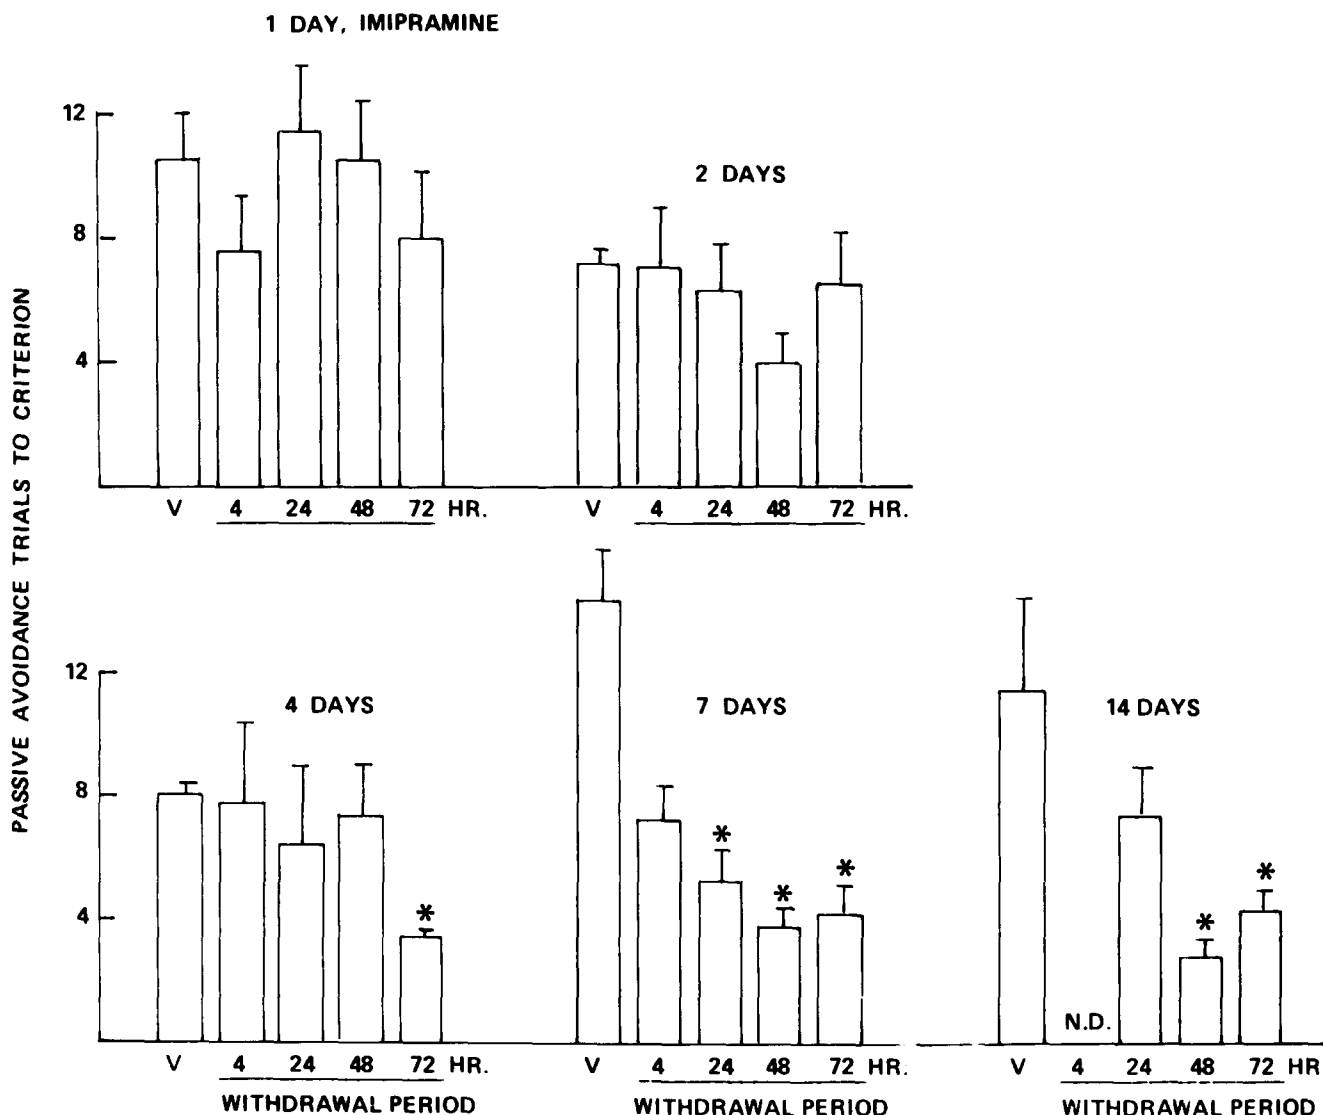 1 DAY, IMIPRAMINE
PASSIVE AVOIDANCE TRIALS TO CRITERION
12
8
4
V 4 24 48 72 HR.
2 DAYS
V 4 24 48 72 HR.
12
8
4
4 DAYS
*
V 4 24 48 72 HR.
WITHDRAWAL PERIOD
7 DAYS
* * *
V 4 24 48 72 HR.
WITHDRAWAL PERIOD
14 DAYS
* *
N.D.
V 4 24 48 72 HR.
WITHDRAWAL PERIOD